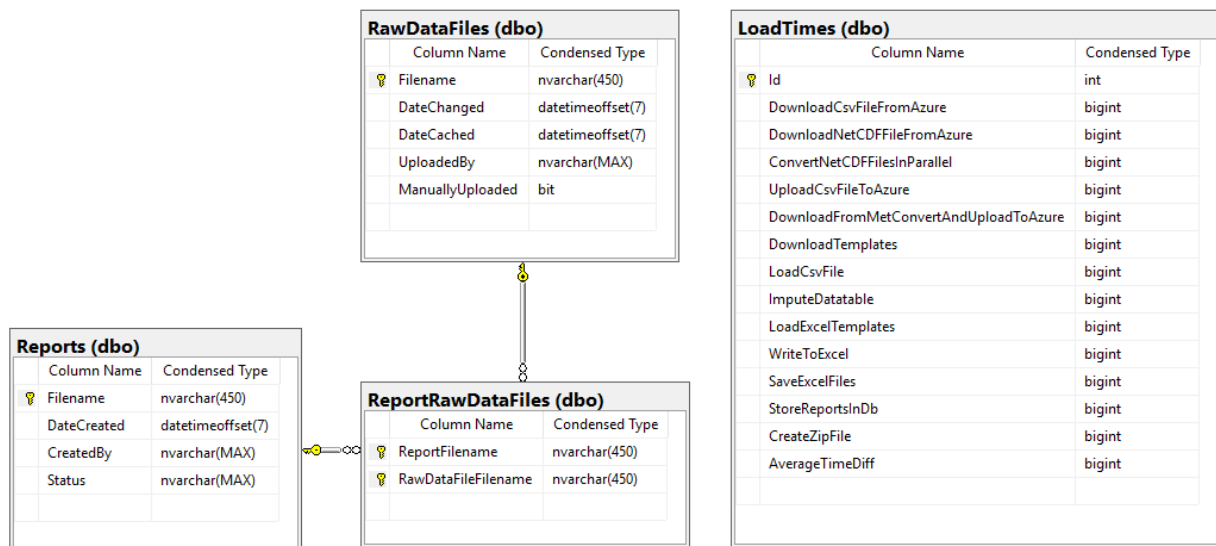 RawDataFiles (dbo)
Column Name Condensed Type
Filename nvarchar(450)
DateChanged datetimeoffset(7)
DateCached datetimeoffset(7)
UploadedBy nvarchar(MAX)
ManuallyUploaded bit
LoadTimes (dbo)
Column Name Condensed Type
Id int
DownloadCsvFileFromAzure bigint
DownloadNetCDFFileFromAzure bigint
ConvertNetCDFFilesInParallel bigint
UploadCsvFileToAzure bigint
DownloadFromMetConvertAndUploadToAzure bigint
DownloadTemplates bigint
LoadCsvFile bigint
ImputeDatatable bigint
LoadExcelTemplates bigint
WriteToExcel bigint
SaveExcelFiles bigint
StoreReportsInDb bigint
CreateZipFile bigint
AverageTimeDiff bigint
Reports (dbo)
Column Name Condensed Type
Filename nvarchar(450)
DateCreated datetimeoffset(7)
CreatedBy nvarchar(MAX)
Status nvarchar(MAX)
ReportRawDataFiles (dbo)
Column Name Condensed Type
ReportFilename nvarchar(450)
RawDataFileFilename nvarchar(450)